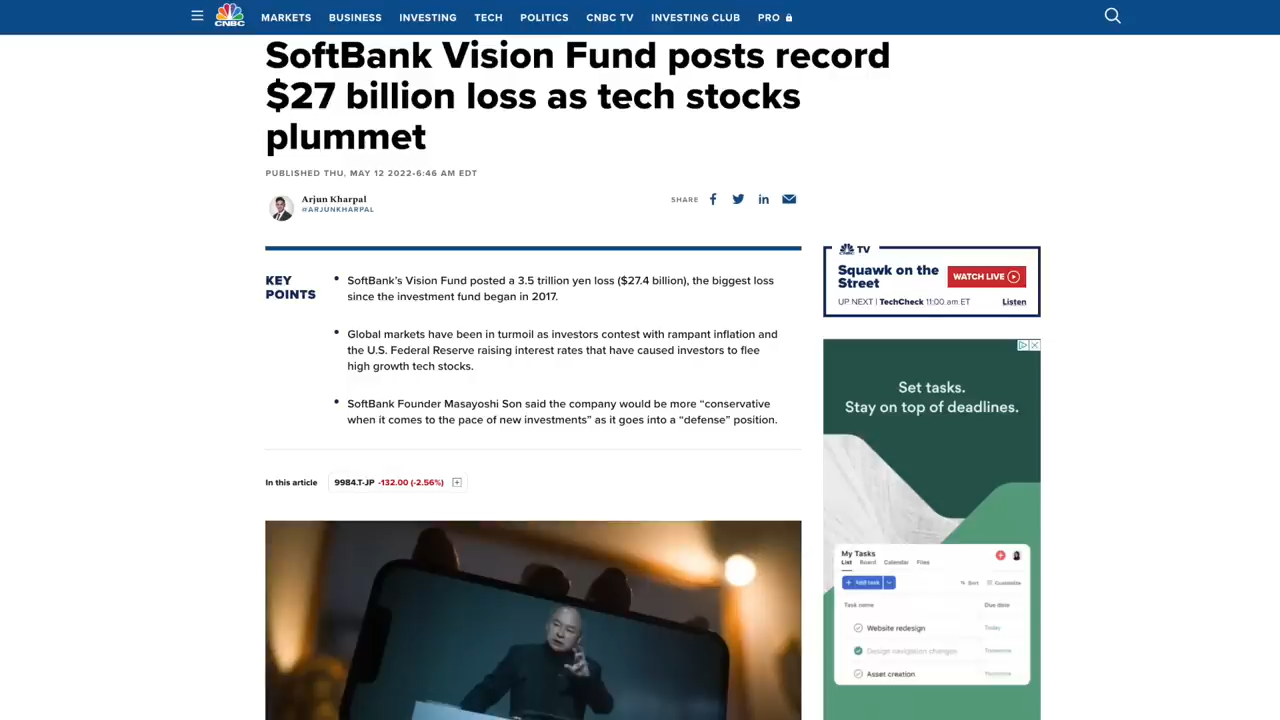 CNBC
MARKETS BUSINESS INVESTING TECH POLITICS CNBC TV INVESTING CLUB PRO
SoftBank Vision Fund posts record
$27 billion loss as tech stocks
plummet
PUBLISHED THU, MAY 12 2022-6:46 AM EDT
Arjun Kharpal
@ARJUNKHARPAL
SHARE
KEY
POINTS
SoftBank’s Vision Fund posted a 3.5 trillion yen loss ($27.4 billion), the biggest loss
since the investment fund began in 2017.
Global markets have been in turmoil as investors contest with rampant inflation and
the U.S. Federal Reserve raising interest rates that have caused investors to flee
high growth tech stocks.
SoftBank Founder Masayoshi Son said the company would be more “conservative
when it comes to the pace of new investments” as it goes into a “defense” position.
In this article
9984.T-JP -132.00 (-2.56%)
CNBC TV
Squawk on the
Street
WATCH LIVE
UP NEXT | TechCheck 11:00 am ET
Listen
Set tasks.
Stay on top of deadlines.
My Tasks
List Board Calendar Files
+ Add task
Sort Customize
Task name Due date
Website redesign Today
Design navigation changes Tomorrow
Asset creation Tomorrow